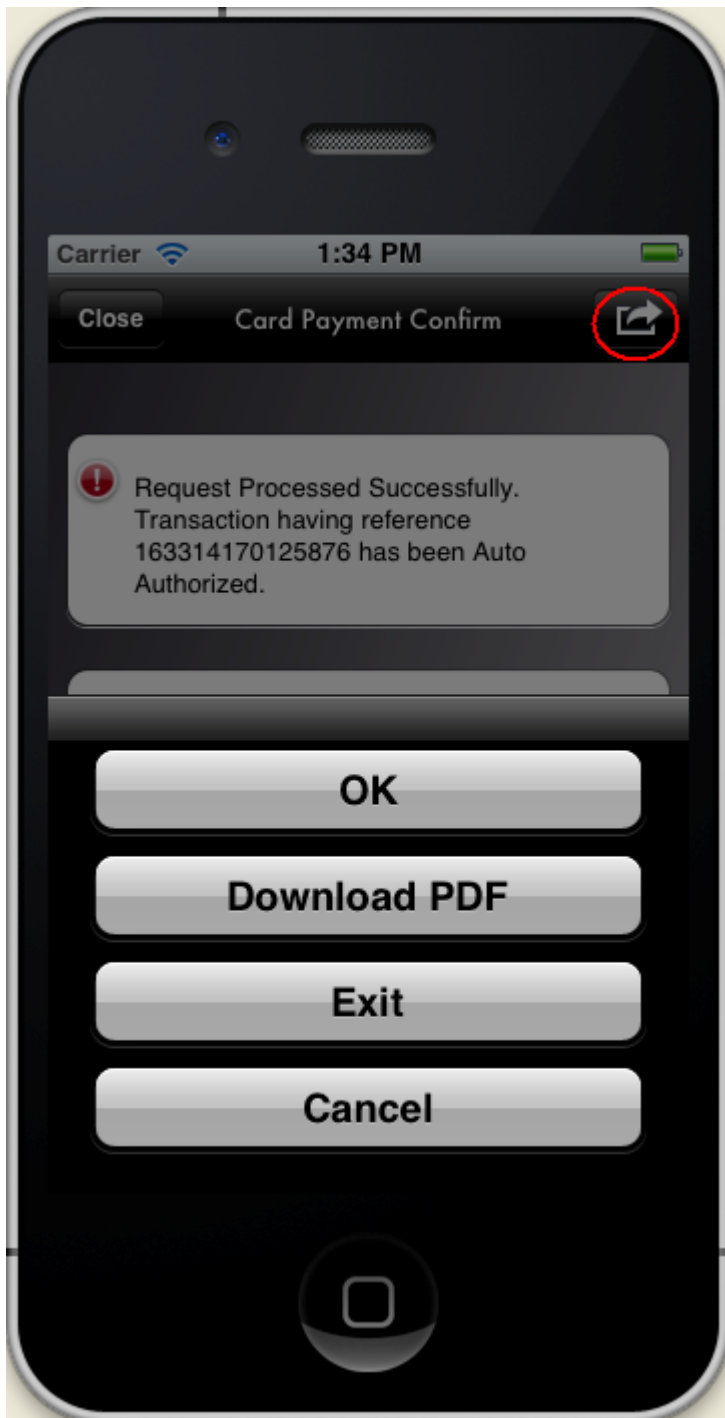 Carrier 1:34 PM
Close Card Payment Confirm
Request Processed Successfully.
Transaction having reference
163314170125876 has been Auto
Authorized.
OK
Download PDF
Exit
Cancel